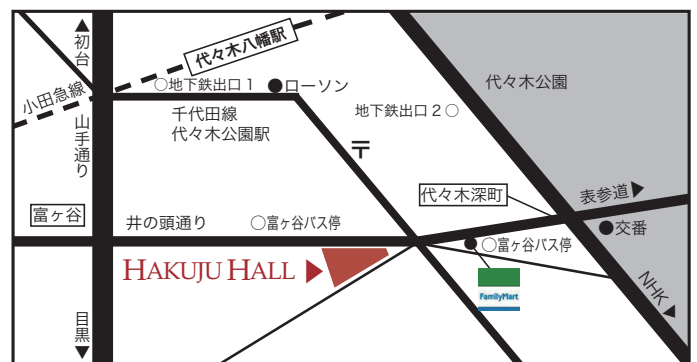 ▲初台
代々木八幡駅
小田急線
○地下鉄出口1
●ローソン
代々木公園
地下鉄出口2○
千代田線
代々木公園駅
山手通り
〒
代々木深町
表参道▶
富ヶ谷
井の頭通り
○富ヶ谷バス停
●交番
○富ヶ谷バス停
HAKUJU HALL ▶
FamilyMart
NHK▼
目黒▼